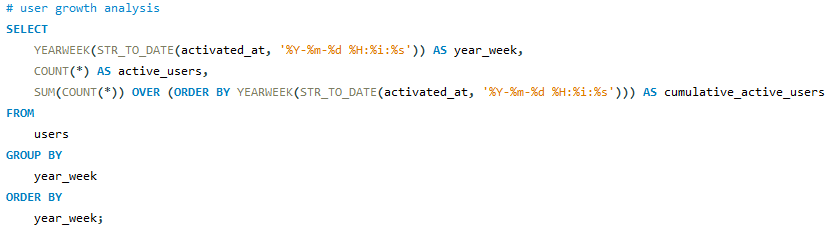 # user growth analysis
SELECT
YEARWEEK(STR_TO_DATE(activated_at, '%Y-%m-%d %H:%i:%s')) AS year_week,
COUNT(*) AS active_users,
SUM(COUNT(*)) OVER (ORDER BY YEARWEEK(STR_TO_DATE(activated_at, '%Y-%m-%d %H:%i:%s'))) AS cumulative_active_users
FROM
users
GROUP BY
year_week
ORDER BY
year_week;